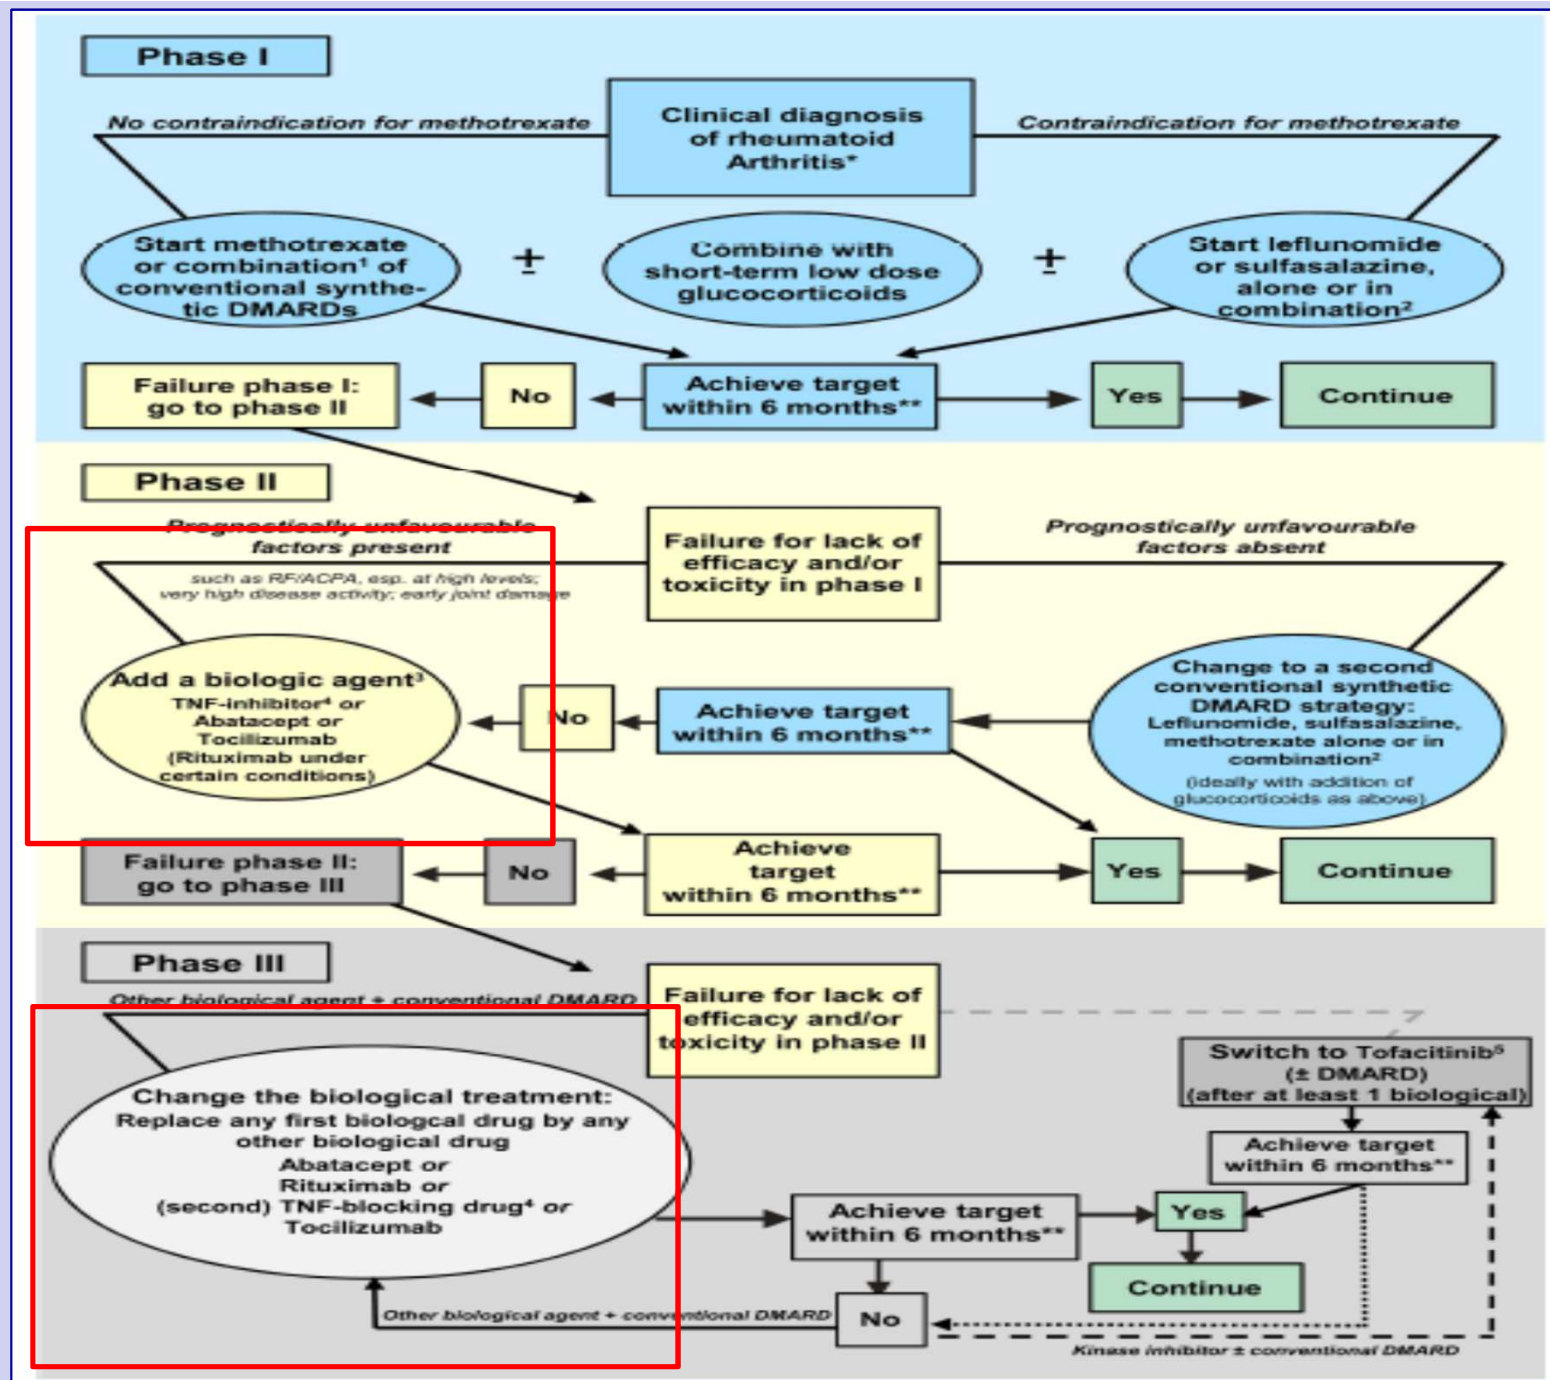 Phase I
No contraindication for methotrexate
Clinical diagnosis
of rheumatoid
Arthritis*
Contraindication for methotrexate
Start methotrexate
or combination¹ of
conventional synthe-
tic DMARDs
±
Combine with
short-term low dose
glucocorticoids
±
Start leflunomide
or sulfasalazine,
alone or in
combination²
Failure phase I:
go to phase II
No
Achieve target
within 6 months**
Yes
Continue
Phase II
Prognostically unfavourable
factors present
such as RF/ACPA, esp. at high levels;
very high disease activity; early joint damage
Failure for lack of
efficacy and/or
toxicity in phase I
Prognostically unfavourable
factors absent
Add a biologic agent³
TNF-inhibitor⁴ or
Abatacept or
Tocilizumab
(Rituximab under
certain conditions)
No
Achieve target
within 6 months**
Change to a second
conventional synthetic
DMARD strategy:
Leflunomide, sulfasalazine,
methotrexate alone or in
combination²
(ideally with addition of
glucocorticoids as above)
Failure phase II:
go to phase III
No
Achieve
target
within 6 months**
Yes
Continue
Phase III
Other biological agent + conventional DMARD
Failure for lack of
efficacy and/or
toxicity in phase II
Switch to Tofacitinib⁵
(± DMARD)
(after at least 1 biological)
Change the biological treatment:
Replace any first biologcal drug by any
other biological drug
Abatacept or
Rituximab or
(second) TNF-blocking drug⁴ or
Tocilizumab
Achieve target
within 6 months**
Achieve target
within 6 months**
Yes
Continue
Other biological agent + conventional DMARD
No
Kinase inhibitor ± conventional DMARD